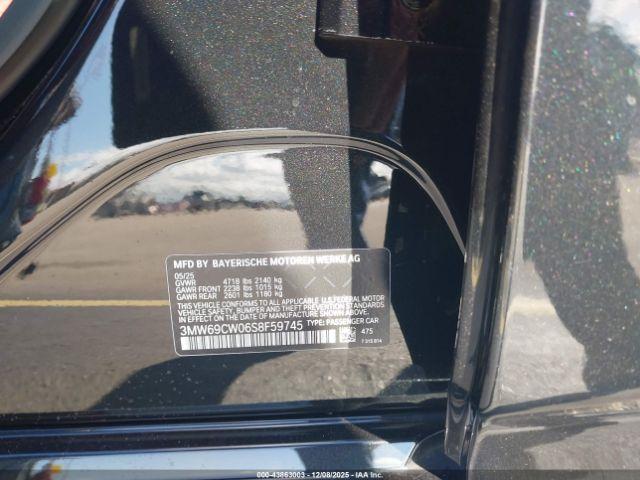 MFD BY BAYERISCHE MOTOREN WERKE AG
05/25
GVWR 4718 lbs 2140 kg
GAWR FRONT 2238 lbs 1015 kg
GAWR REAR 2601 lbs 1180 kg
THIS VEHICLE CONFORMS TO ALL APPLICABLE U.S. FEDERAL MOTOR
VEHICLE SAFETY, BUMPER AND THEFT PREVENTION STANDARDS
IN EFFECT ON THE DATE OF MANUFACTURE SHOWN ABOVE.
3MW69CW06S8F59745 TYPE: PASSENGER CAR
475
7 315 814
000-43863003 - 12/08/2025 - IAA Inc.